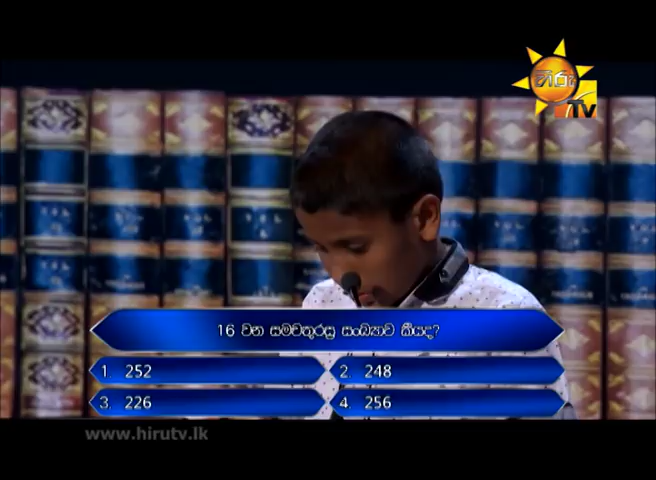 හිරු
TV
16 වන සමචතුරස්‍ර සංඛ්‍යාව කීයද?
1. 252
2. 248
3. 226
4. 256
www.hirutv.lk